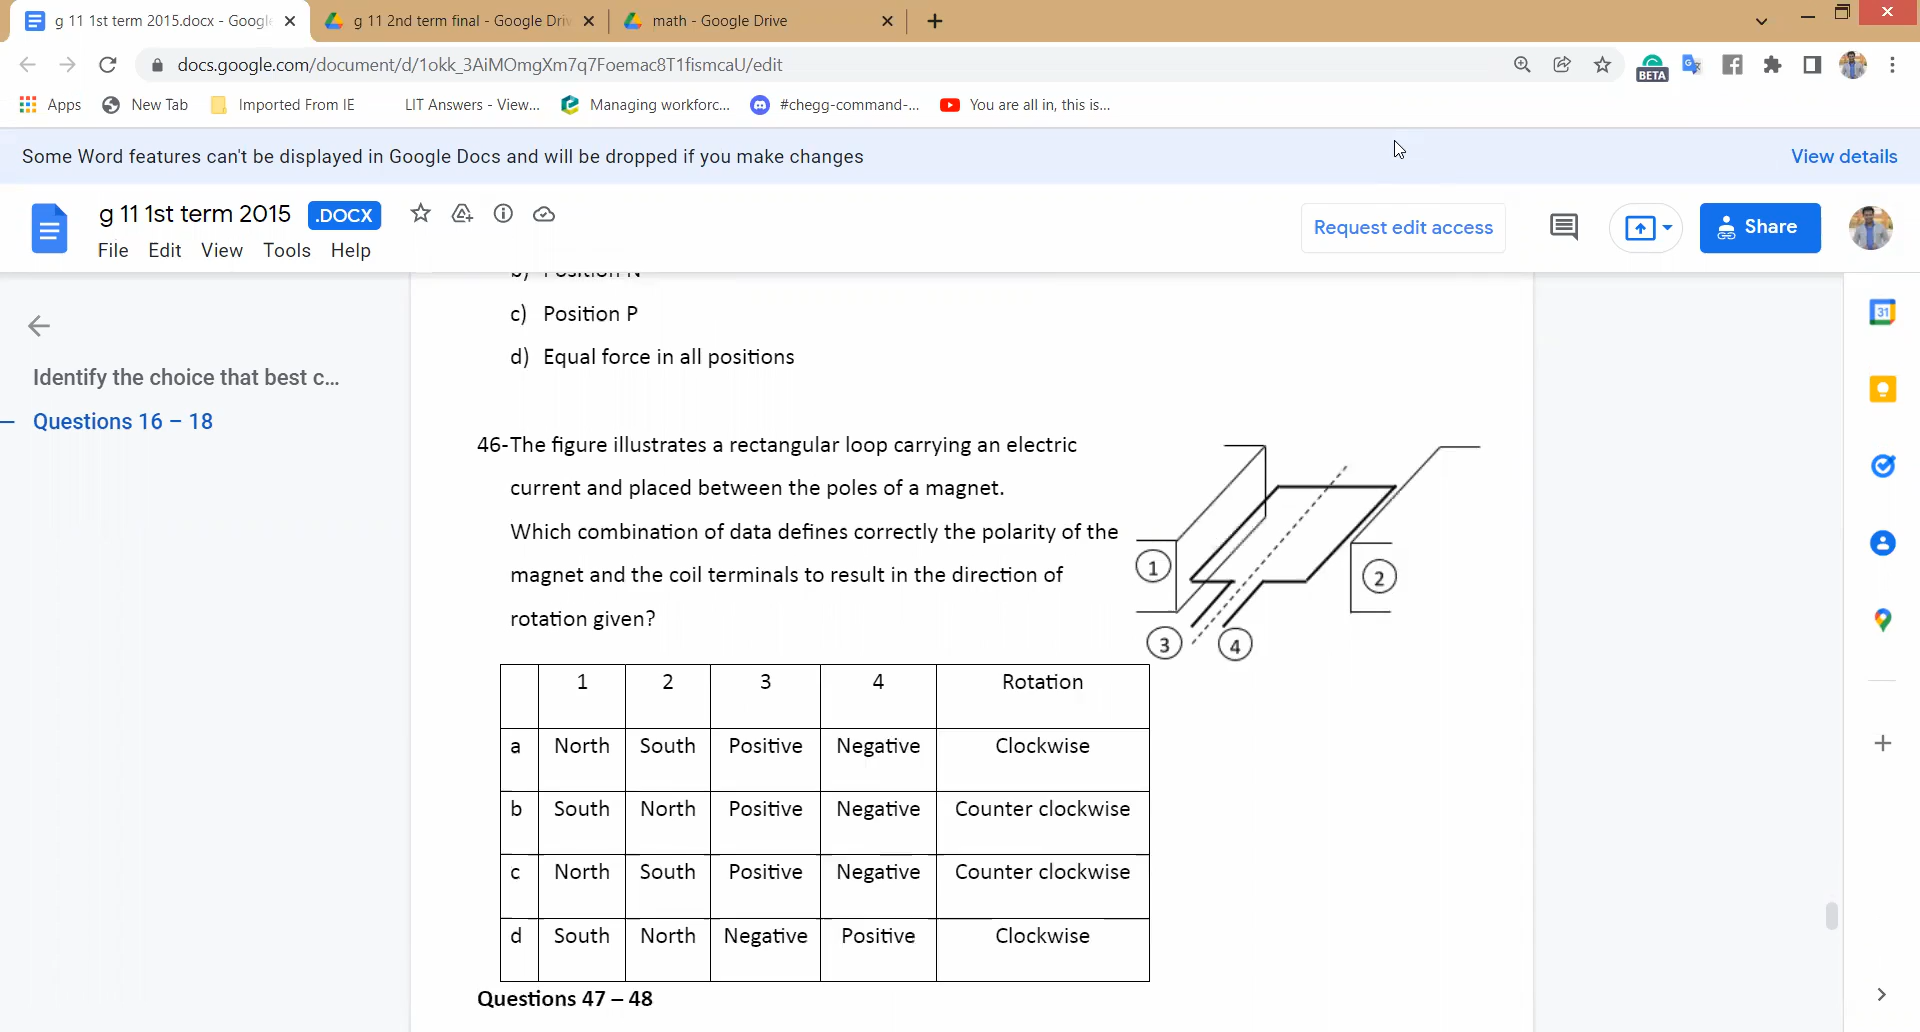 g 11 1st term 2015.docx - Google
g 11 2nd term final - Google Driv
math - Google Drive
docs.google.com/document/d/1okk_3AiMOmgXm7q7Foemac8T1fismcaU/edit
BETA
Apps
New Tab
Imported From IE
LIT Answers - View...
Managing workforc...
#chegg-command-...
You are all in, this is...
Some Word features can't be displayed in Google Docs and will be dropped if you make changes
View details
g 11 1st term 2015 .DOCX
File Edit View Tools Help
Request edit access
Share
31
Identify the choice that best c...
Questions 16 – 18
b) Position N
c) Position P
d) Equal force in all positions
46-The figure illustrates a rectangular loop carrying an electric
current and placed between the poles of a magnet.
Which combination of data defines correctly the polarity of the
magnet and the coil terminals to result in the direction of
rotation given?
1
2
3
4
1 2 3 4 Rotation
a North South Positive Negative Clockwise
b South North Positive Negative Counter clockwise
c North South Positive Negative Counter clockwise
d South North Negative Positive Clockwise
Questions 47 – 48